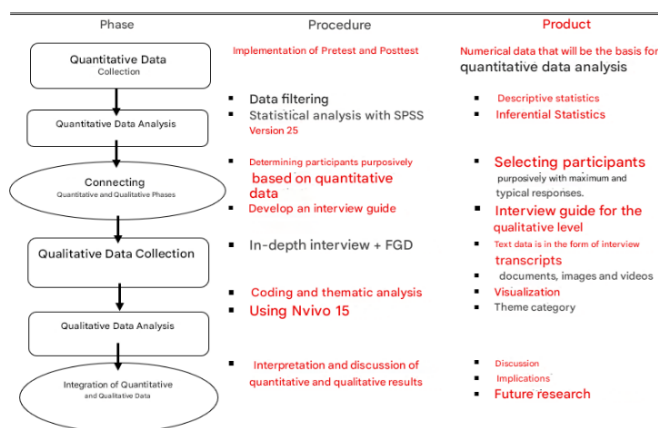 Phase
Procedure
Product
Quantitative Data
Collection
Implementation of Pretest and Posttest
Numerical data that will be the basis for
quantitative data analysis
Quantitative Data Analysis
▪ Data filtering
▪ Statistical analysis with SPSS
Version 25
▪ Descriptive statistics
▪ Inferential Statistics
Connecting
Quantitative and Qualitative Phases
▪ Determining participants purposively
based on quantitative
data
▪ Develop an interview guide
▪ Selecting participants
purposively with maximum and
typical responses.
▪ Interview guide for the
qualitative level
Qualitative Data Collection
▪ In-depth interview + FGD
▪ Text data is in the form of interview
transcripts
▪ documents, images and videos
Qualitative Data Analysis
▪ Coding and thematic analysis
▪ Using Nvivo 15
▪ Visualization
▪ Theme category
Integration of Quantitative
and Qualitative Data
▪ Interpretation and discussion of
quantitative and qualitative results
▪ Discussion
▪ Implications
▪ Future research